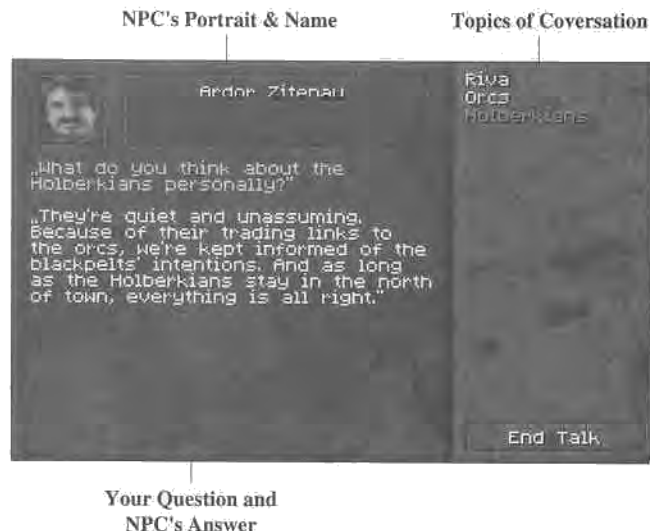 NPC's Portrait & Name
Topics of Coversation
Ardor Zitenau
Riva
Orcs
Holberkians
„What do you think about the
Holberkians personally?"
„They're quiet and unassuming.
Because of their trading links to
the orcs, we're kept informed of the
blackpelts' intentions. And as long
as the Holberkians stay in the north
of town, everything is all right."
End Talk
Your Question and
NPC's Answer